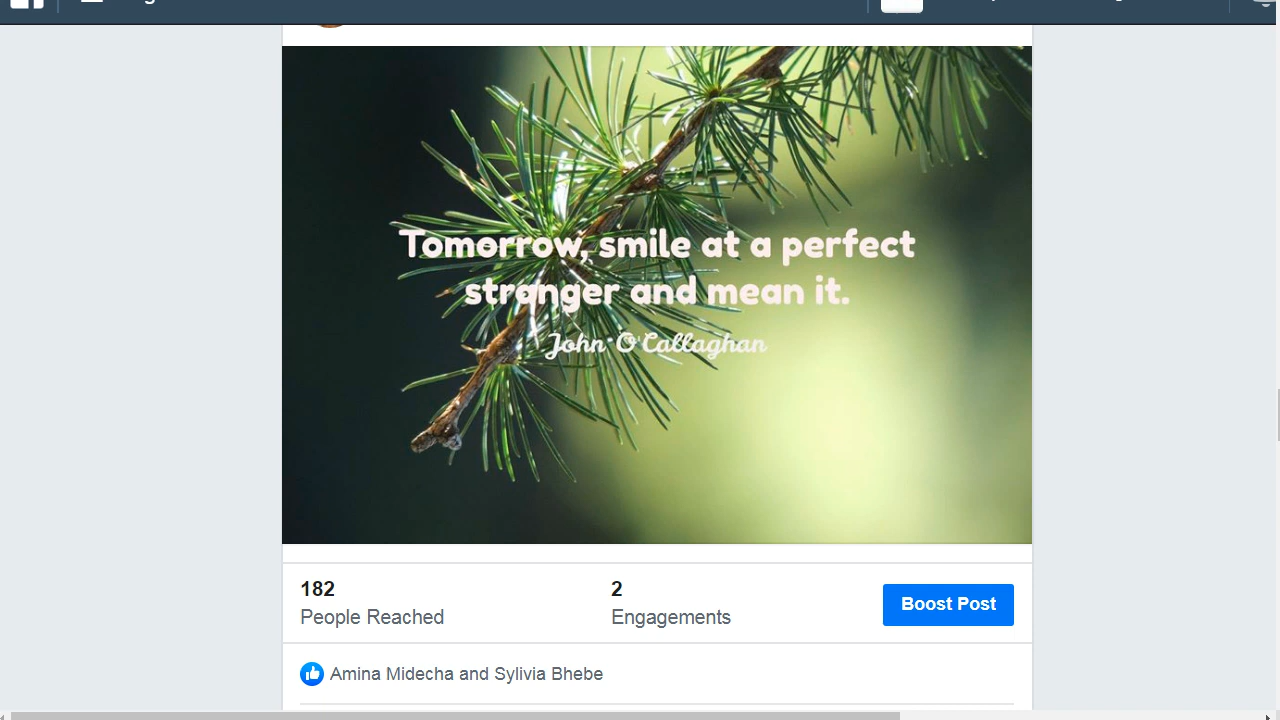 Tomorrow, smile at a perfect
stranger and mean it.
John O'Callaghan
182
People Reached
2
Engagements
Boost Post
Amina Midecha and Sylivia Bhebe